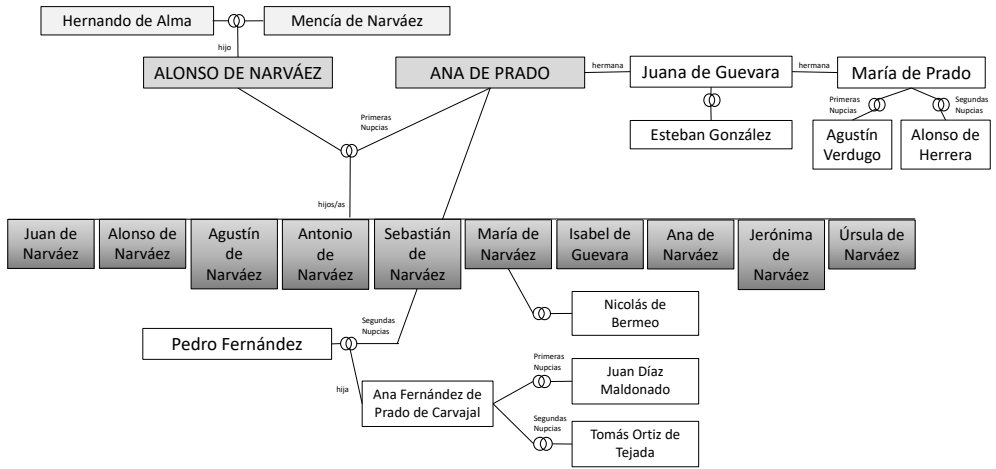 Hernando de Alma
Mencía de Narváez
hijo
ALONSO DE NARVÁEZ
ANA DE PRADO
hermana
Juana de Guevara
hermana
María de Prado
Primeras
Nupcias
Segundas
Nupcias
Esteban González
Agustín
Verdugo
Alonso de
Herrera
Primeras
Nupcias
hijos/as
Juan de
Narváez
Alonso de
Narváez
Agustín
de
Narváez
Antonio
de
Narváez
Sebastián
de
Narváez
María de
Narváez
Isabel de
Guevara
Ana de
Narváez
Jerónima
de
Narváez
Úrsula de
Narváez
Nicolás de
Bermeo
Pedro Fernández
Segundas
Nupcias
hija
Ana Fernández de
Prado de Carvajal
Primeras
Nupcias
Juan Díaz
Maldonado
Segundas
Nupcias
Tomás Ortiz de
Tejada